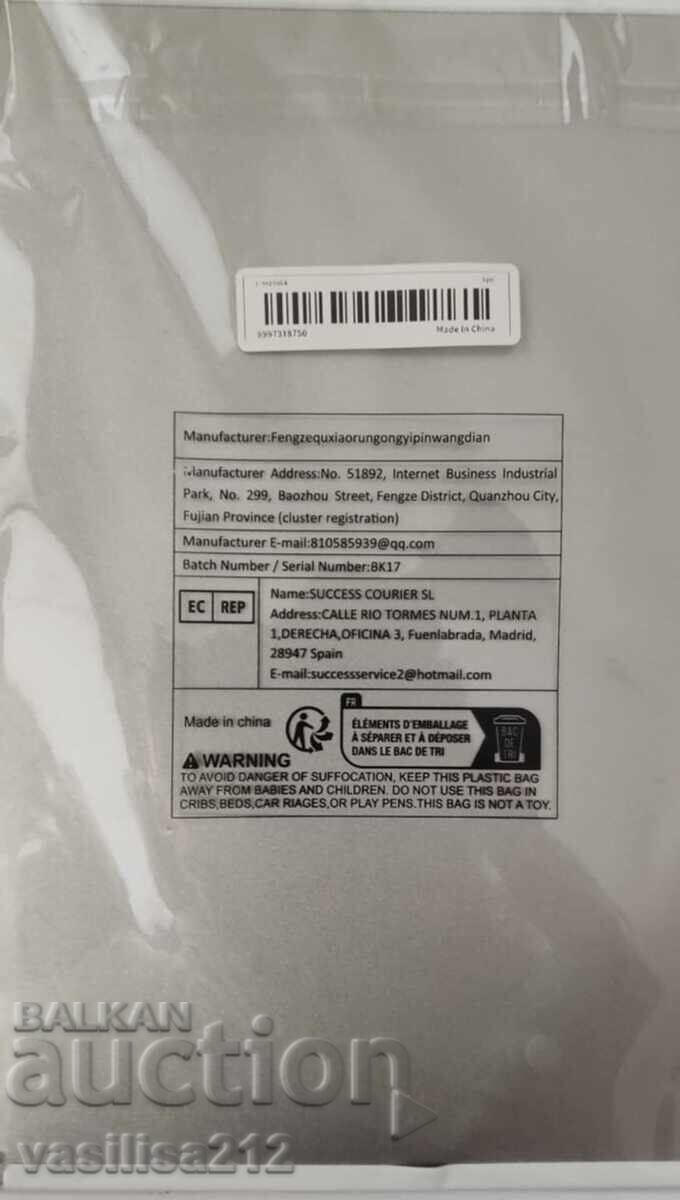 9997318750
Made In China
Manufacturer:Fengzequxiaorungongyipinwangdian
Manufacturer Address:No. 51892, Internet Business Industrial
Park, No. 299, Baozhou Street, Fengze District, Quanzhou City,
Fujian Province (cluster registration)
Manufacturer E-mail:810585939@qq.com
Batch Number / Serial Number:BK17
EC REP
Name:SUCCESS COURIER SL
Address:CALLE RIO TORMES NUM.1, PLANTA
1,DERECHA,OFICINA 3, Fuenlabrada, Madrid,
28947 Spain
E-mail:successservice2@hotmail.com
Made in china
FR
ÉLÉMENTS D'EMBALLAGE
À SÉPARER ET À DÉPOSER
DANS LE BAC DE TRI
BAC
DE
TRI
WARNING
TO AVOID DANGER OF SUFFOCATION, KEEP THIS PLASTIC BAG
AWAY FROM BABIES AND CHILDREN. DO NOT USE THIS BAG IN
CRIBS,BEDS,CAR RIAGES,OR PLAY PENS.THIS BAG IS NOT A TOY.
BALKAN
auction
vasilisa212